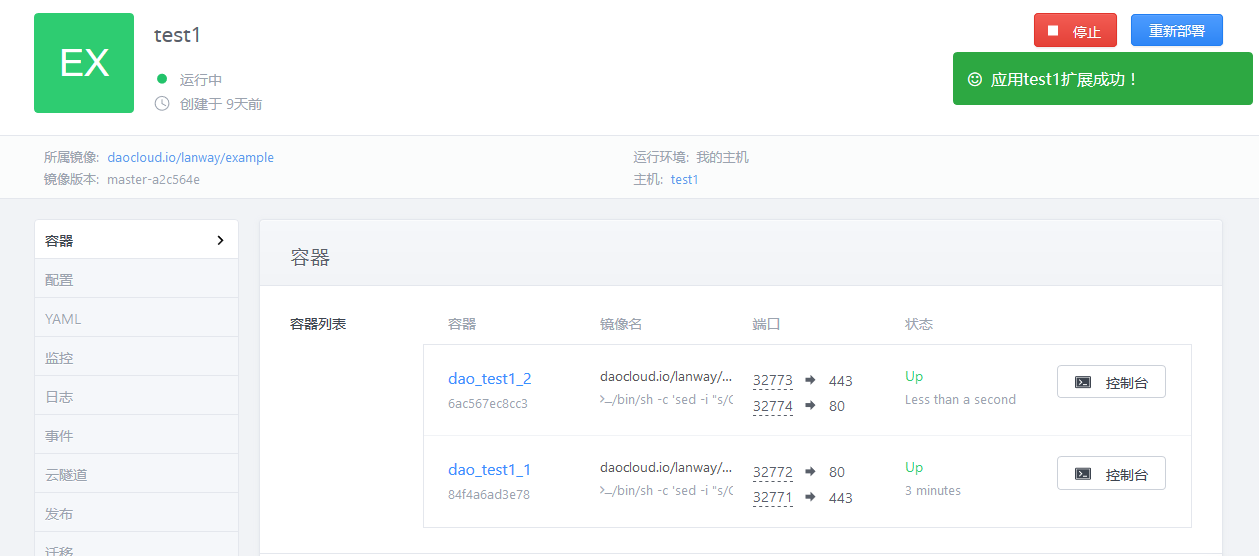 EX
test1
运行中
创建于 9天前
停止
重新部署
应用test1扩展成功！
所属镜像: daocloud.io/lanway/example
镜像版本: master-a2c564e
运行环境: 我的主机
主机: test1
容器
配置
YAML
监控
日志
事件
云隧道
发布
迁移
容器
容器列表
容器 镜像名 端口 状态
dao_test1_2 daocloud.io/lanway/... 32773 → 443 Up 控制台
6ac567ec8cc3 >_/bin/sh -c 'sed -i "s/ 32774 → 80 Less than a second
dao_test1_1 daocloud.io/lanway/... 32772 → 80 Up 控制台
84f4a6ad3e78 >_/bin/sh -c 'sed -i "s/ 32771 → 443 3 minutes